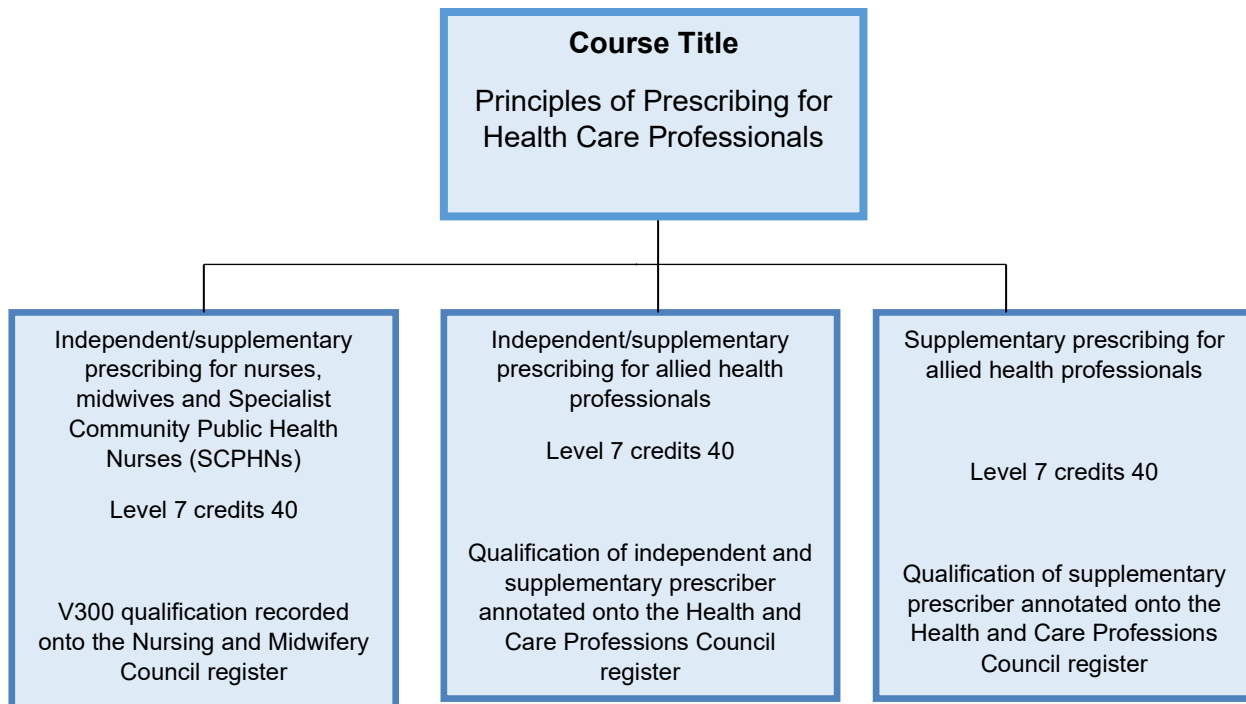 Course Title
Principles of Prescribing for
Health Care Professionals
Independent/supplementary
prescribing for nurses,
midwives and Specialist
Community Public Health
Nurses (SCPHNs)
Level 7 credits 40
V300 qualification recorded
onto the Nursing and Midwifery
Council register
Independent/supplementary
prescribing for allied health
professionals
Level 7 credits 40
Qualification of independent and
supplementary prescriber
annotated onto the Health and
Care Professions Council
register
Supplementary prescribing for
allied health professionals
Level 7 credits 40
Qualification of supplementary
prescriber annotated onto the
Health and Care Professions
Council register